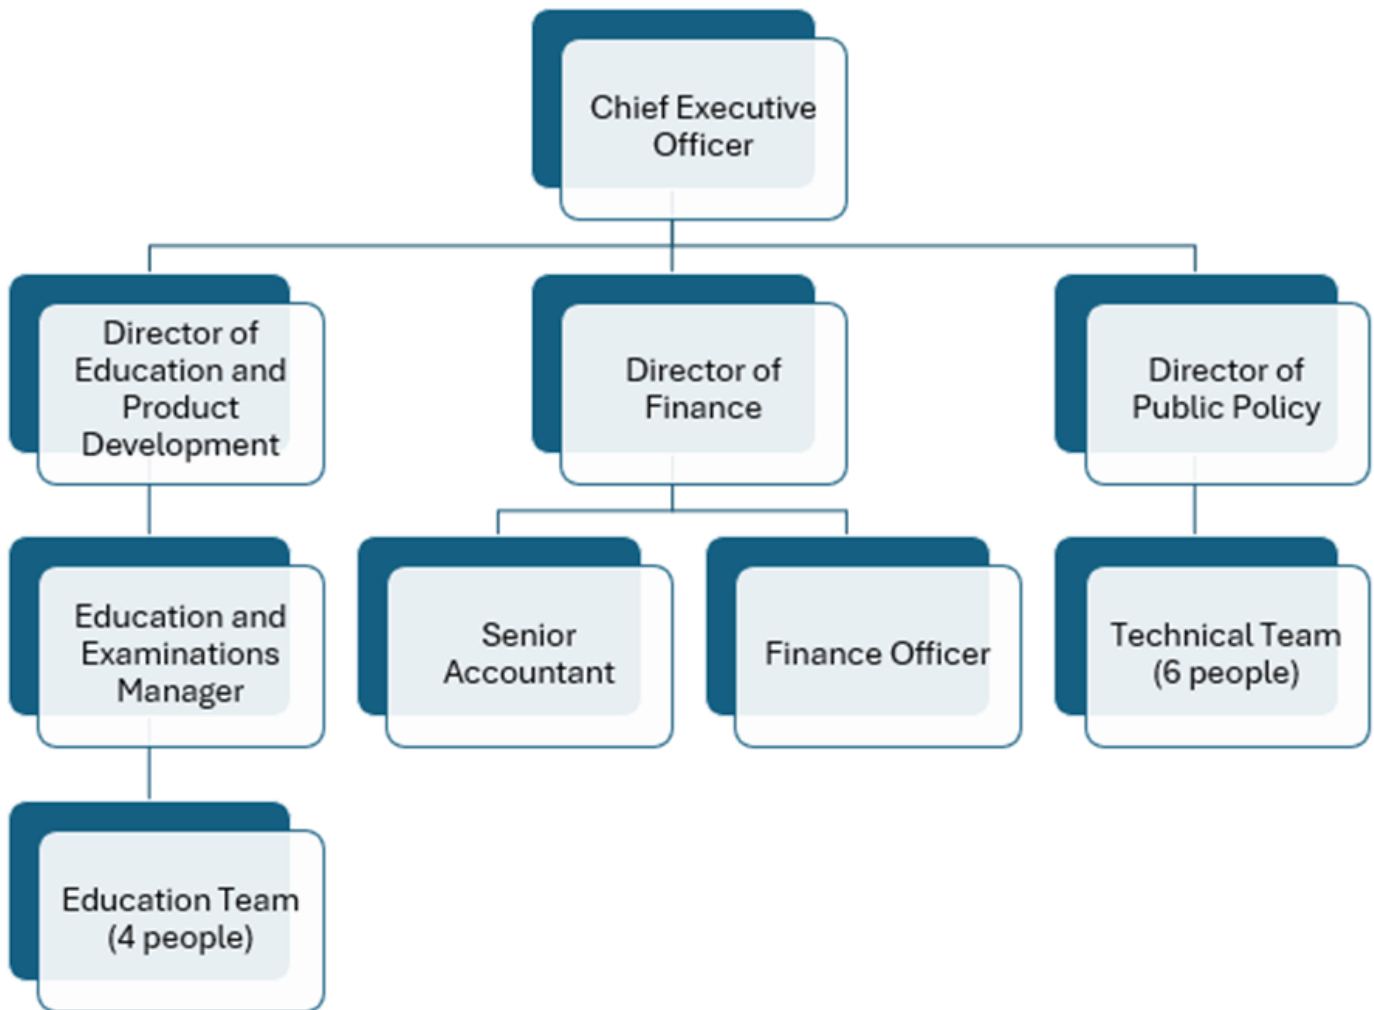 Chief Executive
Officer
Director of
Education and
Product
Development
Director of
Finance
Director of
Public Policy
Education and
Examinations
Manager
Senior
Accountant
Finance Officer
Technical Team
(6 people)
Education Team
(4 people)